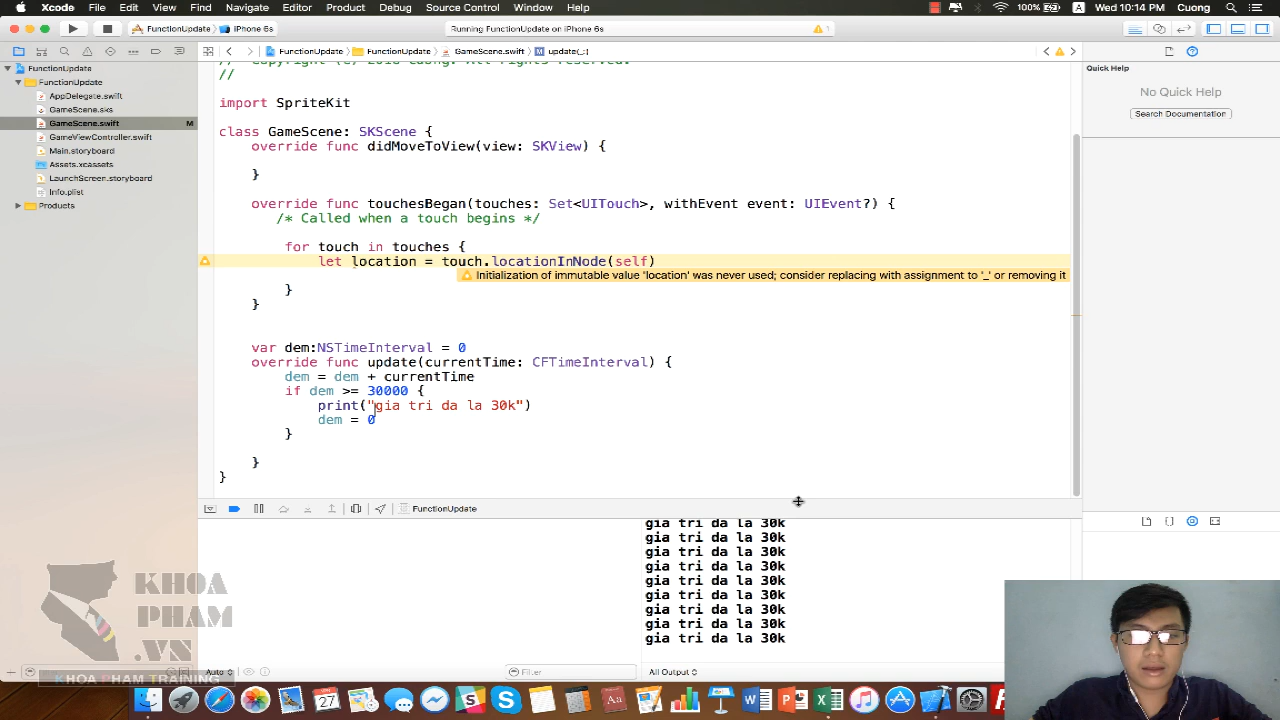 Xcode File Edit View Find Navigate Editor Product Debug Source Control Window Help 100% Wed 10:14 PM Cuong
FunctionUpdate iPhone 6s Running FunctionUpdate on iPhone 6s 1
FunctionUpdate FunctionUpdate GameScene.swift M update(_:)
FunctionUpdate
FunctionUpdate
AppDelegate.swift
GameScene.sks
GameScene.swift M
GameViewController.swift
Main.storyboard
Assets.xcassets
LaunchScreen.storyboard
Info.plist
Products
//
import SpriteKit
class GameScene: SKScene {
override func didMoveToView(view: SKView) {
}
override func touchesBegan(touches: Set<UITouch>, withEvent event: UIEvent?) {
/* Called when a touch begins */
for touch in touches {
let location = touch.locationInNode(self)
Initialization of immutable value 'location' was never used; consider replacing with assignment to '_' or removing it
}
}
var dem:NSTimeInterval = 0
override func update(currentTime: CFTimeInterval) {
dem = dem + currentTime
if dem >= 30000 {
print("gia tri da la 30k")
dem = 0
}
}
}
FunctionUpdate
gia tri da la 30k
gia tri da la 30k
gia tri da la 30k
gia tri da la 30k
gia tri da la 30k
gia tri da la 30k
gia tri da la 30k
gia tri da la 30k
gia tri da la 30k
Auto Filter All Output
Quick Help
No Quick Help
Search Documentation
KHOA
PHAM
.VN
KHOA PHAM TRAINING